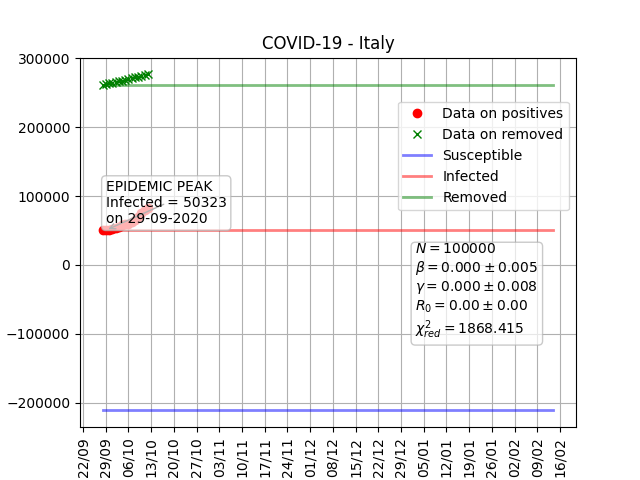 COVID-19 - Italy
300000
200000
100000
0
−100000
−200000
Data on positives
Data on removed
Susceptible
Infected
Removed
EPIDEMIC PEAK
Infected = 50323
on 29-09-2020
N = 100000
β = 0.000 ± 0.005
γ = 0.000 ± 0.008
R₀ = 0.00 ± 0.00
χ²red = 1868.415
22/09
29/09
06/10
13/10
20/10
27/10
03/11
10/11
17/11
24/11
01/12
08/12
15/12
22/12
29/12
05/01
12/01
19/01
26/01
02/02
09/02
16/02